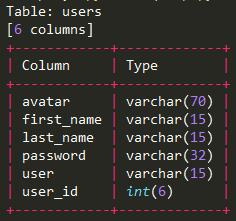 Table: users
[6 columns]
+------------+-------------+
| Column     | Type        |
+------------+-------------+
| avatar     | varchar(70) |
| first_name | varchar(15) |
| last_name  | varchar(15) |
| password   | varchar(32) |
| user       | varchar(15) |
| user_id    | int(6)      |
+------------+-------------+